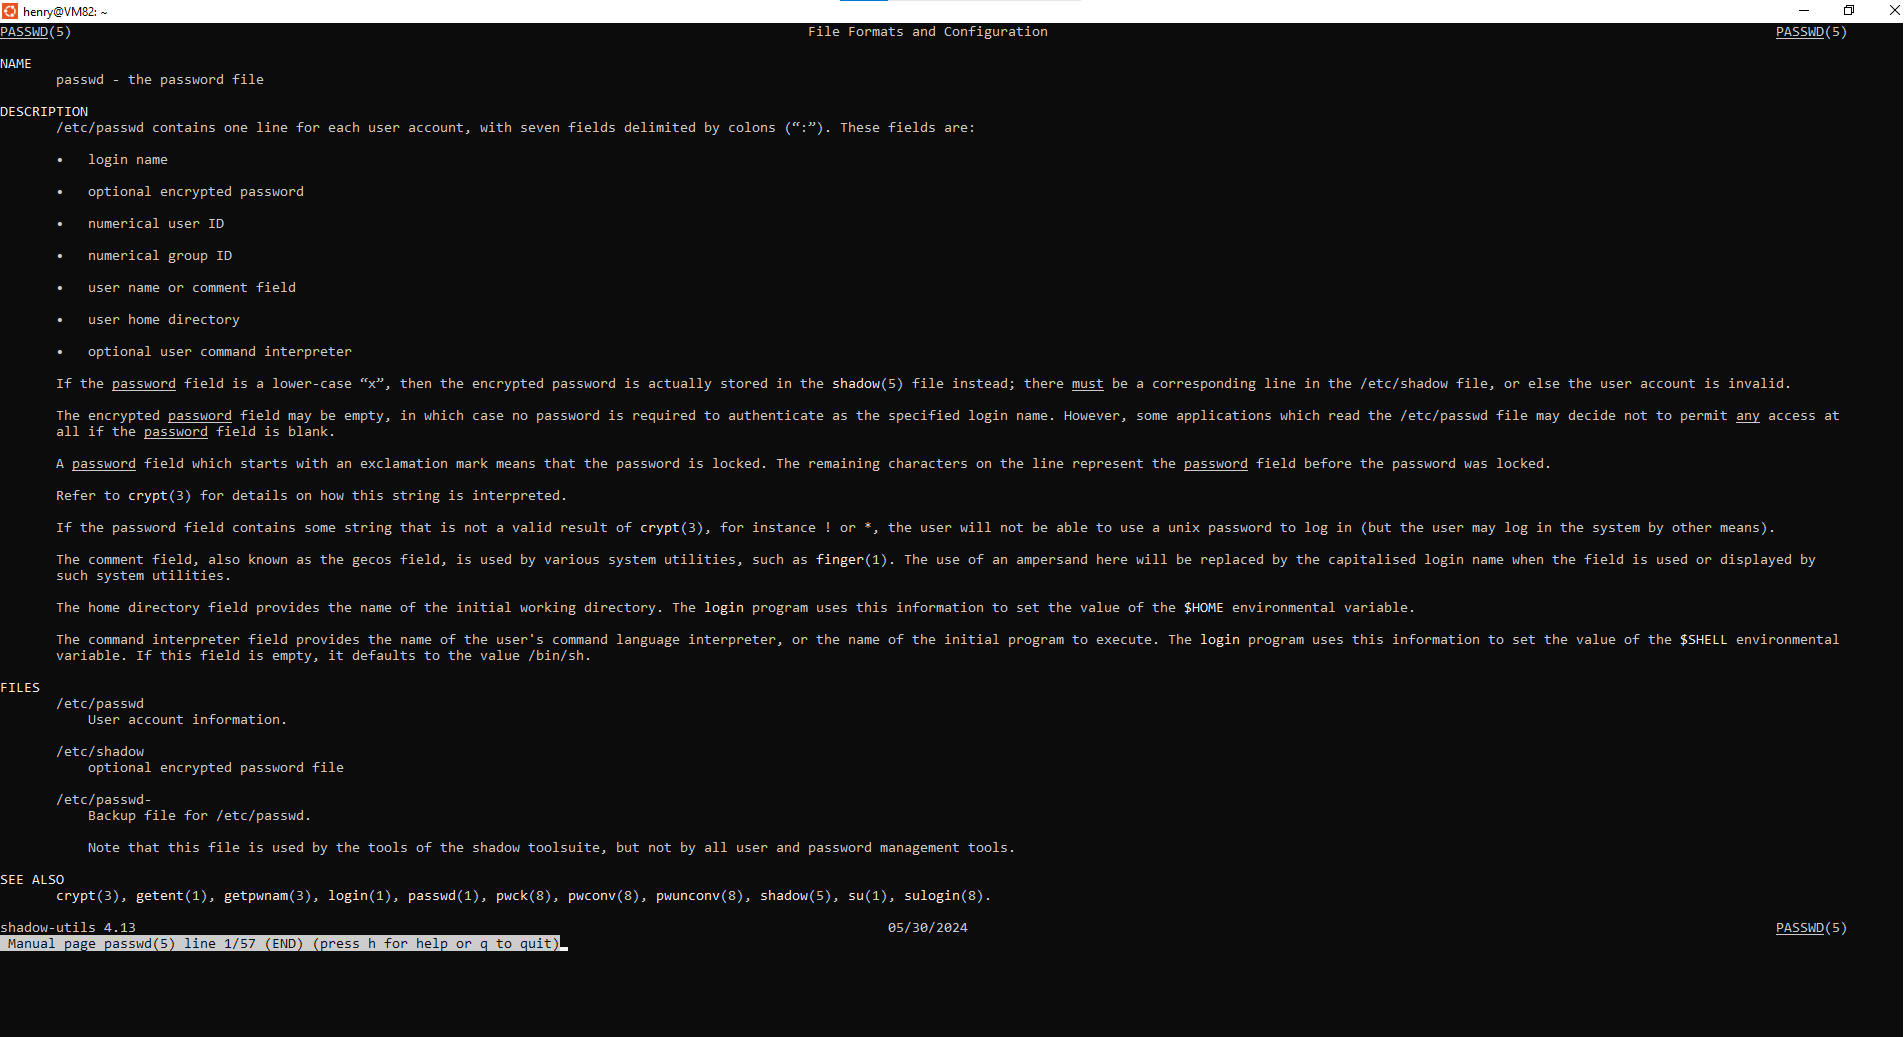 henry@VM82: ~
PASSWD(5) File Formats and Configuration PASSWD(5)
NAME
passwd - the password file
DESCRIPTION
/etc/passwd contains one line for each user account, with seven fields delimited by colons (“:”). These fields are:
• login name
• optional encrypted password
• numerical user ID
• numerical group ID
• user name or comment field
• user home directory
• optional user command interpreter
If the password field is a lower-case “x”, then the encrypted password is actually stored in the shadow(5) file instead; there must be a corresponding line in the /etc/shadow file, or else the user account is invalid.
The encrypted password field may be empty, in which case no password is required to authenticate as the specified login name. However, some applications which read the /etc/passwd file may decide not to permit any access at
all if the password field is blank.
A password field which starts with an exclamation mark means that the password is locked. The remaining characters on the line represent the password field before the password was locked.
Refer to crypt(3) for details on how this string is interpreted.
If the password field contains some string that is not a valid result of crypt(3), for instance ! or *, the user will not be able to use a unix password to log in (but the user may log in the system by other means).
The comment field, also known as the gecos field, is used by various system utilities, such as finger(1). The use of an ampersand here will be replaced by the capitalised login name when the field is used or displayed by
such system utilities.
The home directory field provides the name of the initial working directory. The login program uses this information to set the value of the $HOME environmental variable.
The command interpreter field provides the name of the user's command language interpreter, or the name of the initial program to execute. The login program uses this information to set the value of the $SHELL environmental
variable. If this field is empty, it defaults to the value /bin/sh.
FILES
/etc/passwd
User account information.
/etc/shadow
optional encrypted password file
/etc/passwd-
Backup file for /etc/passwd.
Note that this file is used by the tools of the shadow toolsuite, but not by all user and password management tools.
SEE ALSO
crypt(3), getent(1), getpwnam(3), login(1), passwd(1), pwck(8), pwconv(8), pwunconv(8), shadow(5), su(1), sulogin(8).
shadow-utils 4.13 05/30/2024 PASSWD(5)
Manual page passwd(5) line 1/57 (END) (press h for help or q to quit)